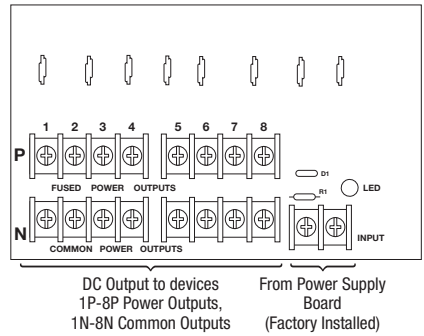 1 2 3 4 5 6 7 8
P
FUSED POWER OUTPUTS
D1
R1
LED
N
COMMON POWER OUTPUTS
INPUT
DC Output to devices
1P-8P Power Outputs,
1N-8N Common Outputs
From Power Supply
Board
(Factory Installed)